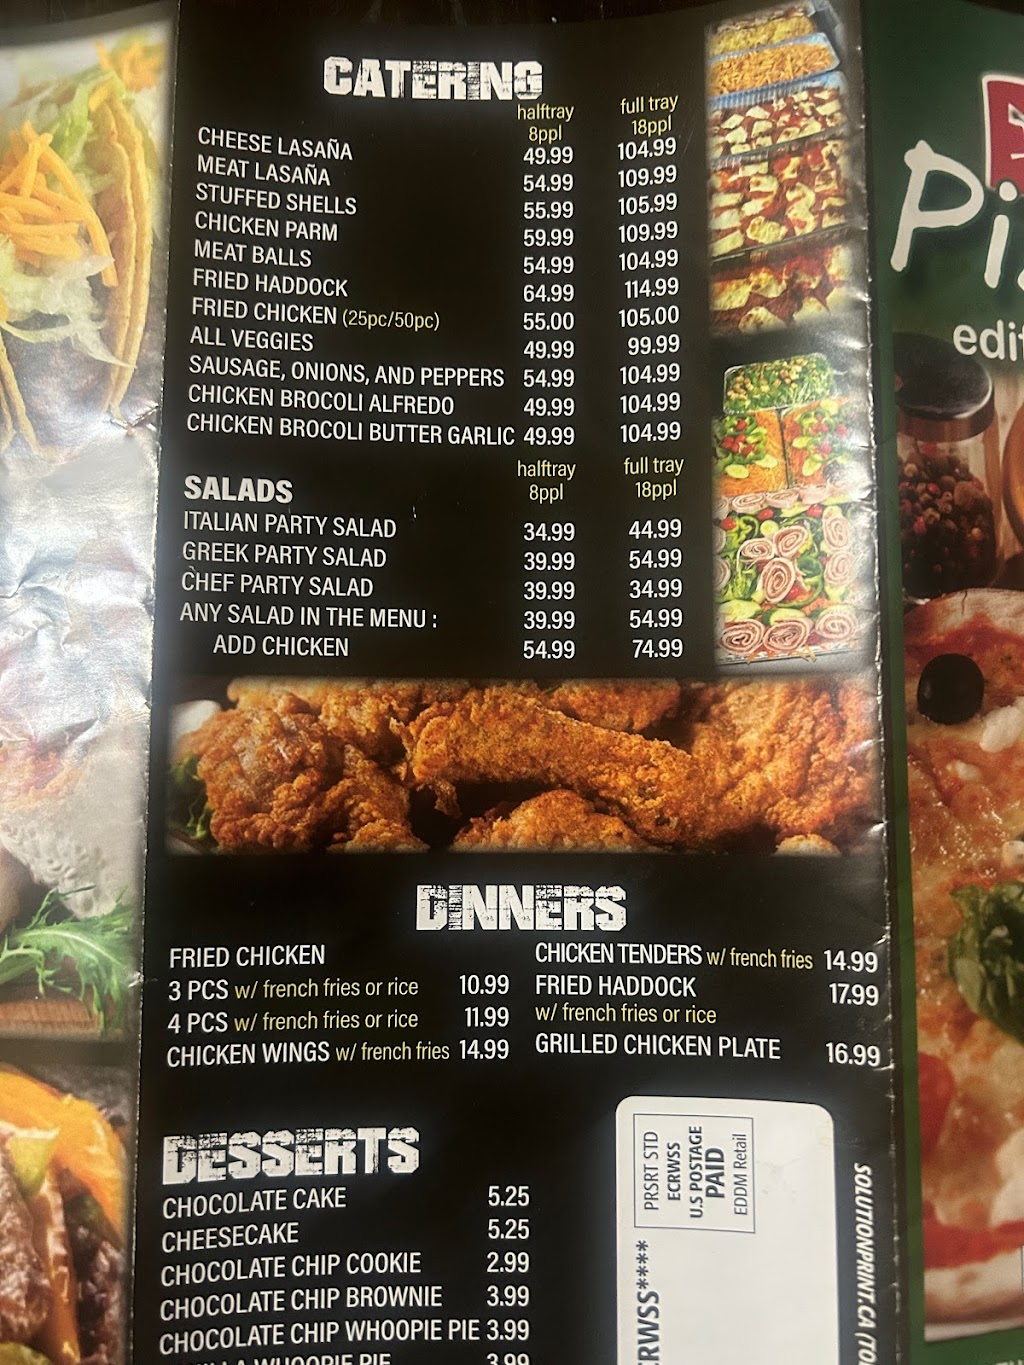 CATERING
halftray full tray
8ppl 18ppl
CHEESE LASAÑA 49.99 104.99
MEAT LASAÑA 54.99 109.99
STUFFED SHELLS 55.99 105.99
CHICKEN PARM 59.99 109.99
MEAT BALLS 54.99 104.99
FRIED HADDOCK 64.99 114.99
FRIED CHICKEN (25pc/50pc) 55.00 105.00
ALL VEGGIES 49.99 99.99
SAUSAGE, ONIONS, AND PEPPERS 54.99 104.99
CHICKEN BROCOLI ALFREDO 49.99 104.99
CHICKEN BROCOLI BUTTER GARLIC 49.99 104.99
halftray full tray
SALADS 8ppl 18ppl
ITALIAN PARTY SALAD 34.99 44.99
GREEK PARTY SALAD 39.99 54.99
CHEF PARTY SALAD 39.99 34.99
ANY SALAD IN THE MENU : 39.99 54.99
ADD CHICKEN 54.99 74.99
DINNERS
FRIED CHICKEN
3 PCS w/ french fries or rice 10.99
4 PCS w/ french fries or rice 11.99
CHICKEN WINGS w/ french fries 14.99
CHICKEN TENDERS w/ french fries 14.99
FRIED HADDOCK 17.99
w/ french fries or rice
GRILLED CHICKEN PLATE 16.99
DESSERTS
CHOCOLATE CAKE 5.25
CHEESECAKE 5.25
CHOCOLATE CHIP COOKIE 2.99
CHOCOLATE CHIP BROWNIE 3.99
CHOCOLATE CHIP WHOOPIE PIE 3.99
WHOOPIE PIE 3.99
PRSRT STD
ECRWSS
U.S POSTAGE
PAID
EDDM Retail
CRWSS****
SOLUTIONPRINT.CA (TO
Pi
edi